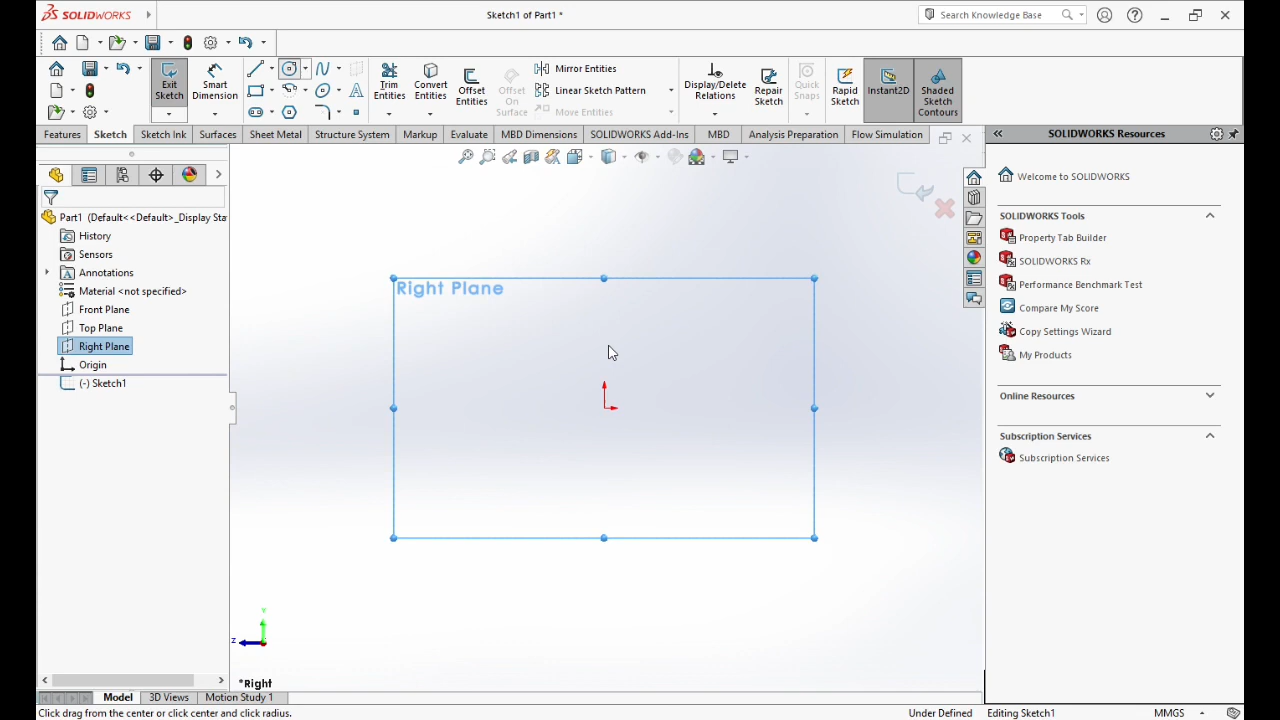 SOLIDWORKS
Sketch1 of Part1 *
Search Knowledge Base
Exit Sketch
Smart Dimension
Trim Entities
Convert Entities
Offset Entities
Offset On Surface
Mirror Entities
Linear Sketch Pattern
Move Entities
Display/Delete Relations
Repair Sketch
Quick Snaps
Rapid Sketch
Instant2D
Shaded Sketch Contours
Features
Sketch
Sketch Ink
Surfaces
Sheet Metal
Structure System
Markup
Evaluate
MBD Dimensions
SOLIDWORKS Add-Ins
MBD
Analysis Preparation
Flow Simulation
SOLIDWORKS Resources
Part1 (Default<<Default>_Display Sta
History
Sensors
Annotations
Material <not specified>
Front Plane
Top Plane
Right Plane
Origin
(-) Sketch1
Right Plane
Y
Z
*Right
Welcome to SOLIDWORKS
SOLIDWORKS Tools
Property Tab Builder
SOLIDWORKS Rx
Performance Benchmark Test
Compare My Score
Copy Settings Wizard
My Products
Online Resources
Subscription Services
Subscription Services
Model
3D Views
Motion Study 1
Click drag from the center or click center and click radius.
Under Defined
Editing Sketch1
MMGS